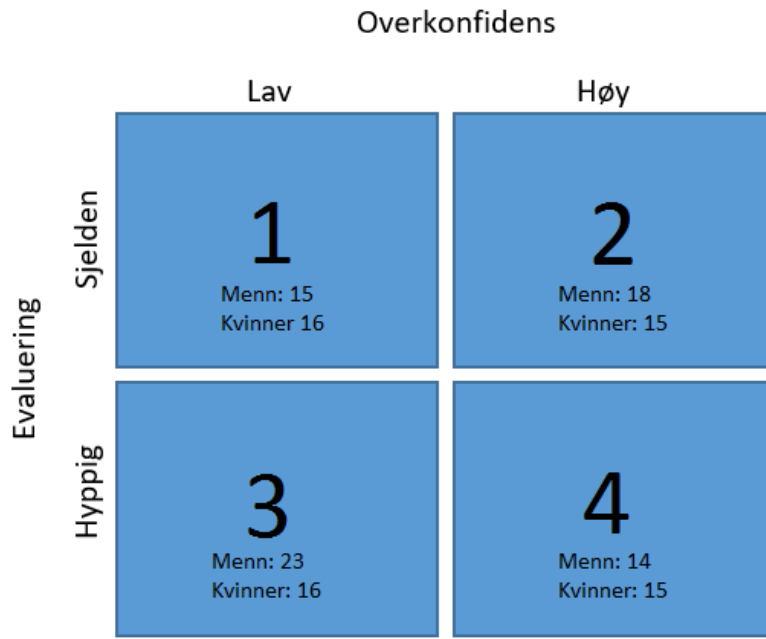 Overkonfidens
Lav
Høy
Evaluering
Sjelden
1
Menn: 15
Kvinner 16
2
Menn: 18
Kvinner: 15
Hyppig
3
Menn: 23
Kvinner: 16
4
Menn: 14
Kvinner: 15